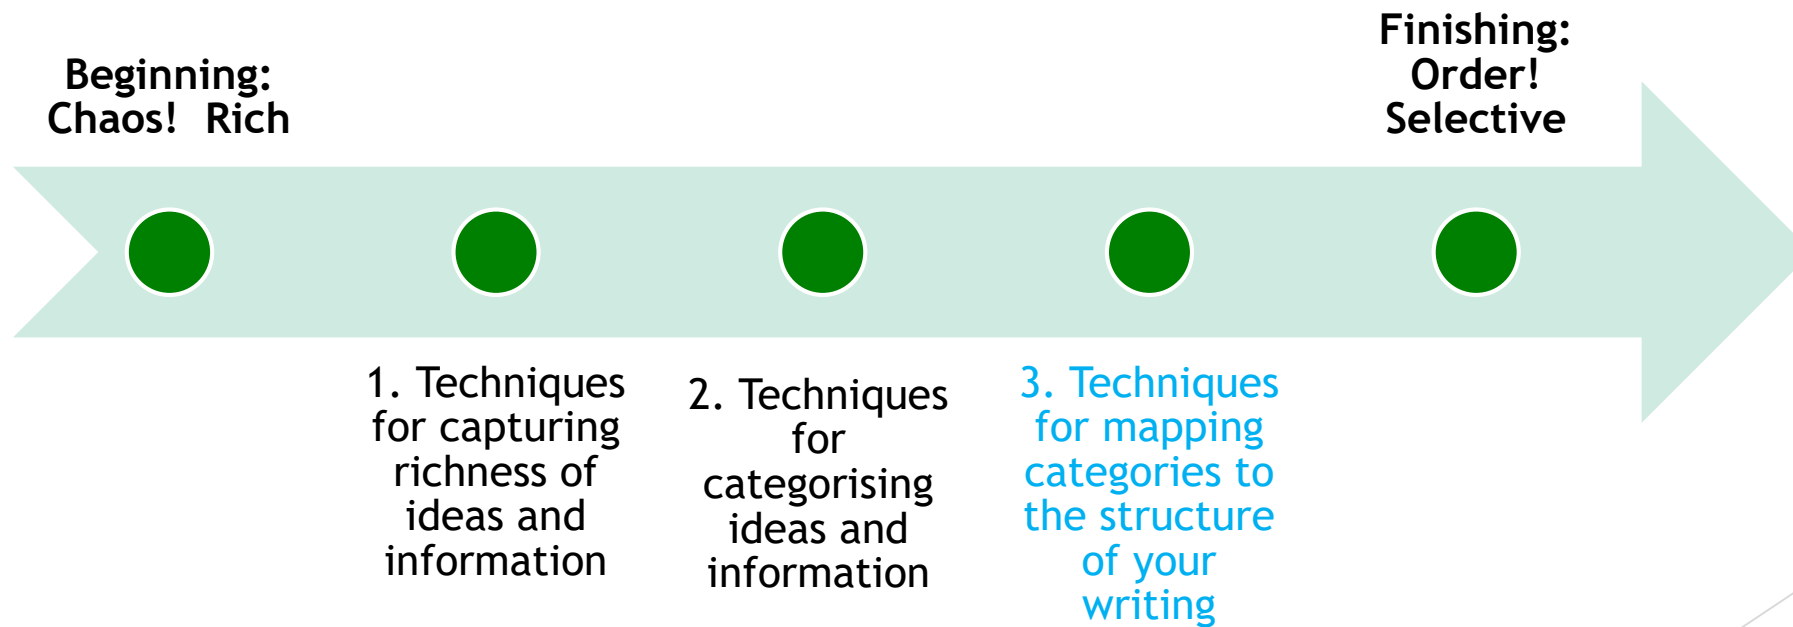 Beginning:
Chaos!  Rich
Finishing:
Order!
Selective
1. Techniques
for capturing
richness of
ideas and
information
2. Techniques
for
categorising
ideas and
information
3. Techniques
for mapping
categories to
the structure
of your
writing